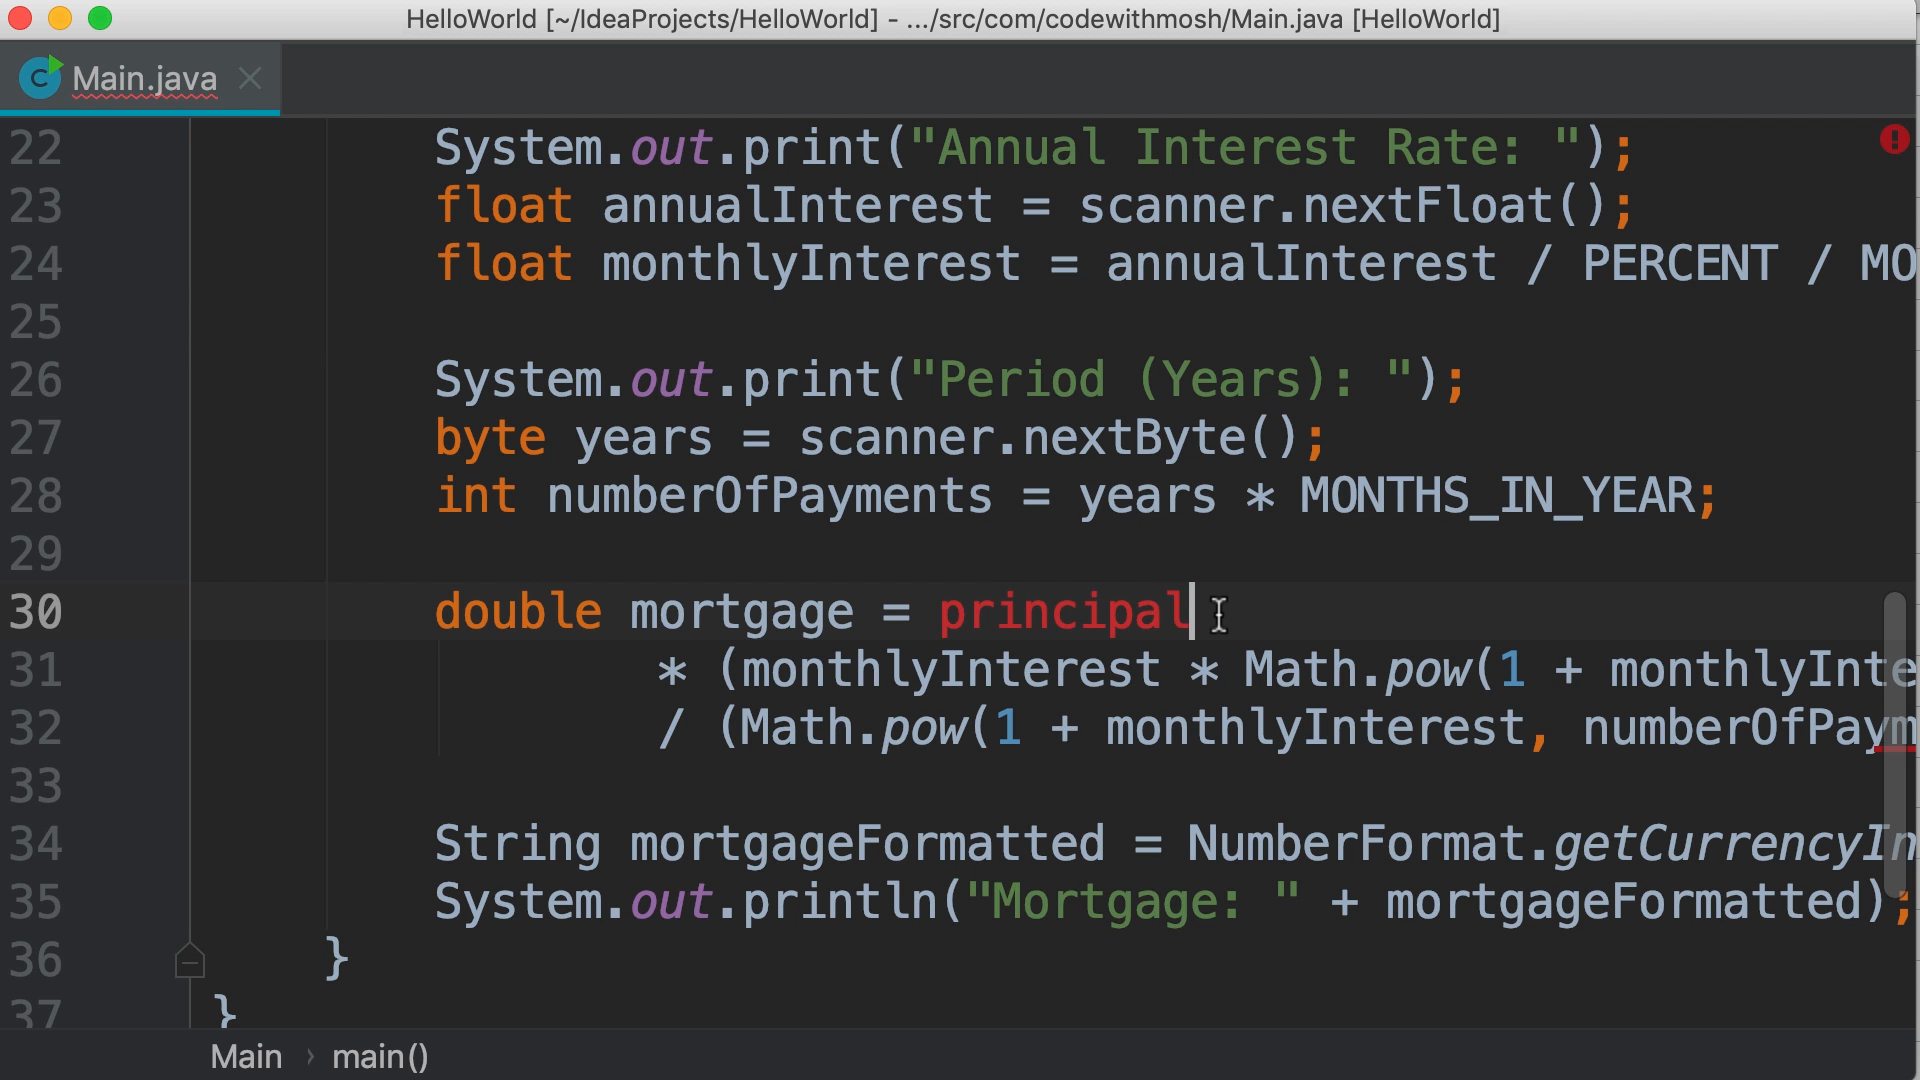 HelloWorld [~/IdeaProjects/HelloWorld] - .../src/com/codewithmosh/Main.java [HelloWorld]
C Main.java
22 System.out.print("Annual Interest Rate: ");
23 float annualInterest = scanner.nextFloat();
24 float monthlyInterest = annualInterest / PERCENT / MO
25
26 System.out.print("Period (Years): ");
27 byte years = scanner.nextByte();
28 int numberOfPayments = years * MONTHS_IN_YEAR;
29
30 double mortgage = principal
31 * (monthlyInterest * Math.pow(1 + monthlyInte
32 / (Math.pow(1 + monthlyInterest, numberOfPaym
33
34 String mortgageFormatted = NumberFormat.getCurrencyIn
35 System.out.println("Mortgage: " + mortgageFormatted);
36 }
37 }
Main › main()